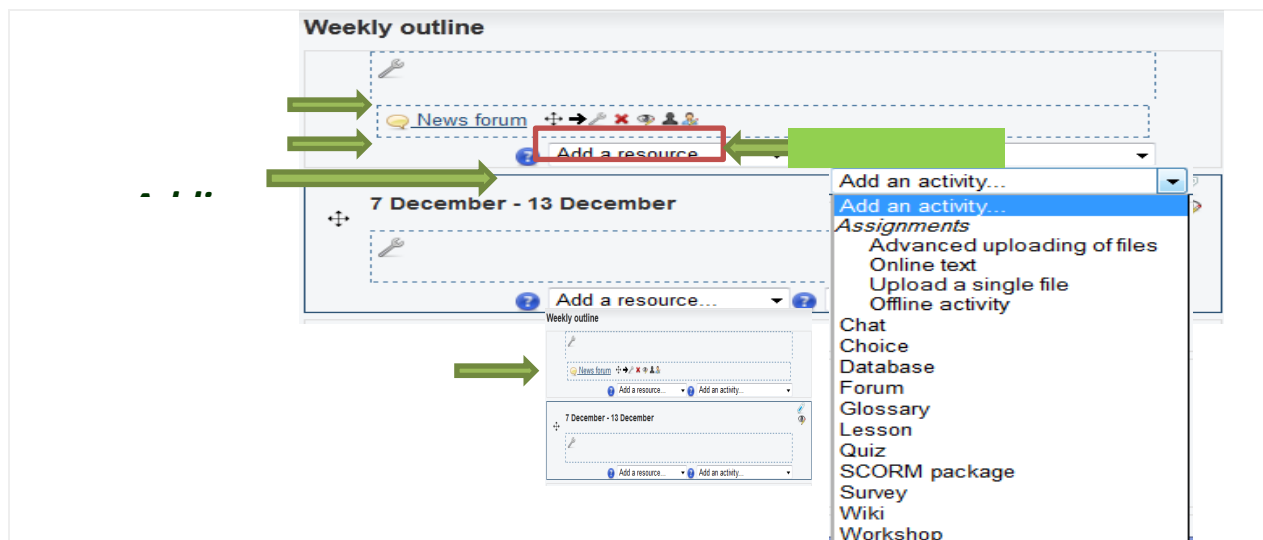 Weekly outline
News forum
Add a resource
7 December - 13 December
Add a resource...
Add an activity...
Add an activity...
Assignments
Advanced uploading of files
Online text
Upload a single file
Offline activity
Chat
Choice
Database
Forum
Glossary
Lesson
Quiz
SCORM package
Survey
Wiki
Workshop
Weekly outline
News forum
Add a resource... Add an activity...
7 December - 13 December
Add a resource... Add an activity...